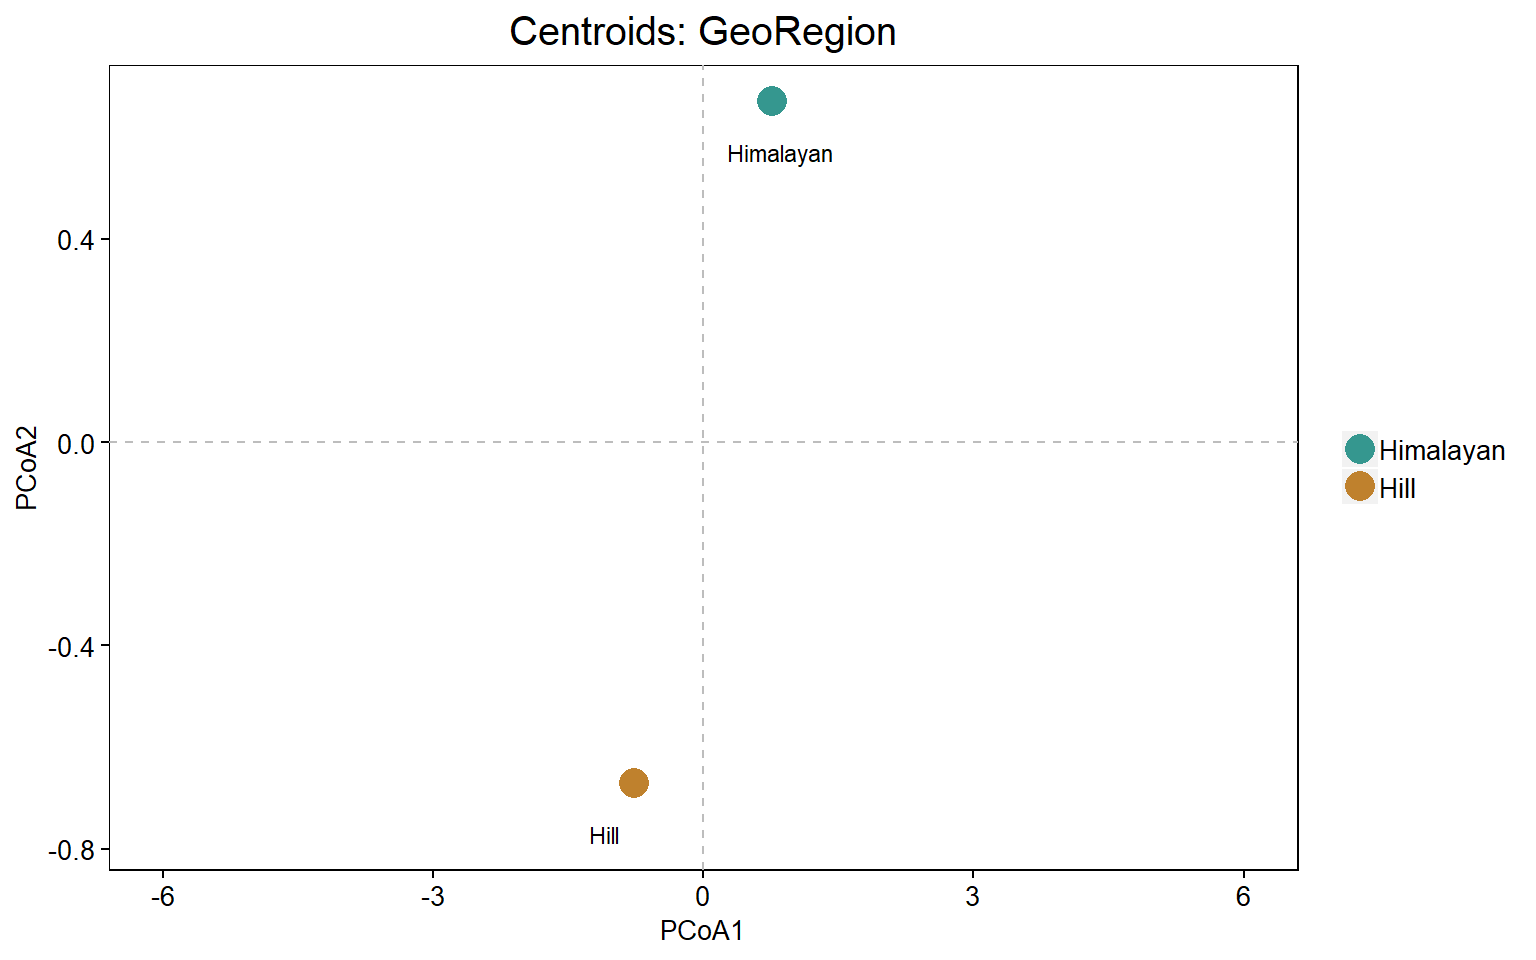 Centroids: GeoRegion
Himalayan
0.4
0.0
-0.4
-0.8
PCoA2
Hill
-6
-3
0
3
6
PCoA1
Himalayan
Hill